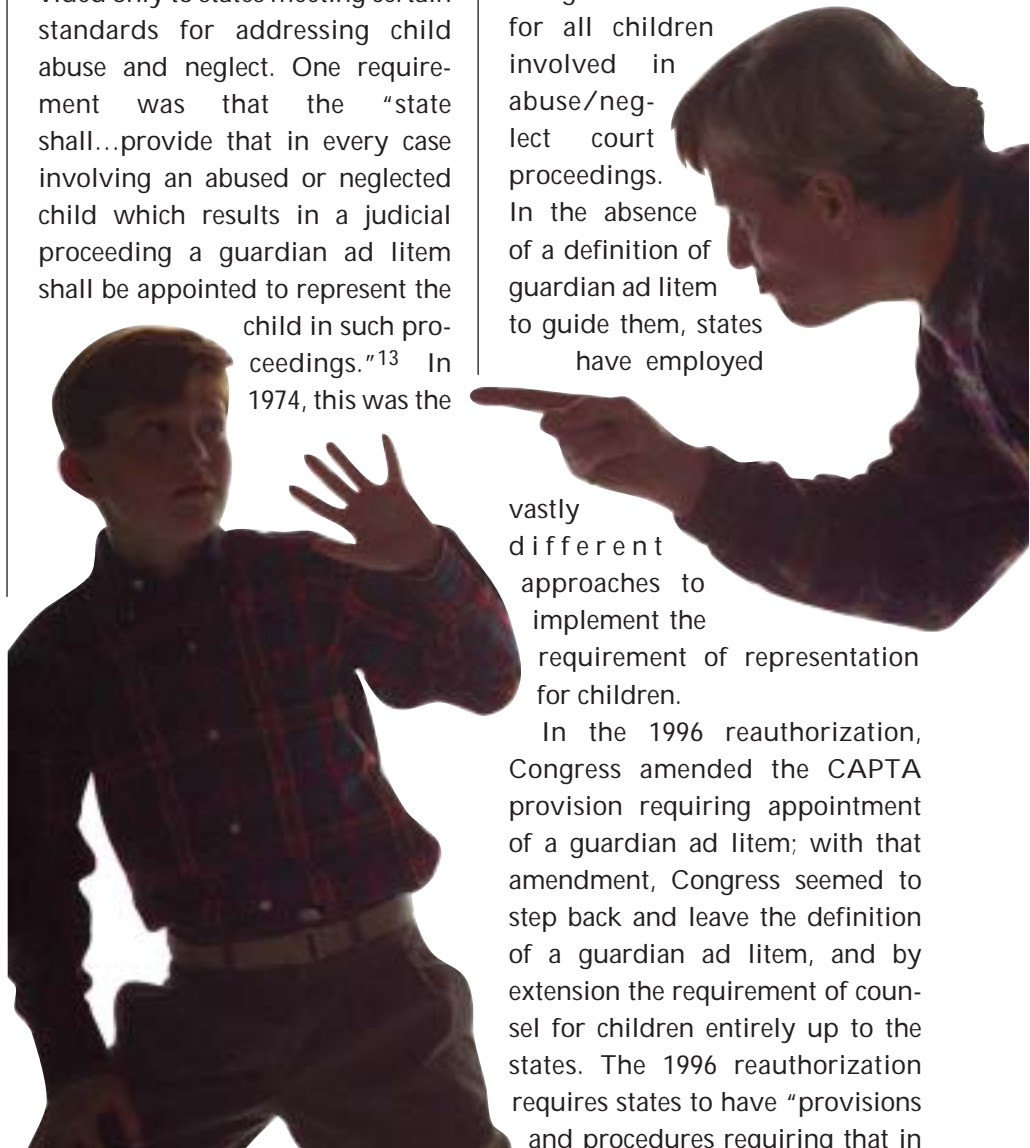 vided only to states meeting certain
standards for addressing child
abuse and neglect. One require-
ment was that the “state
shall...provide that in every case
involving an abused or neglected
child which results in a judicial
proceeding a guardian ad litem
shall be appointed to represent the
child in such pro-
ceedings.”13 In
1974, this was the
for all children
involved in
abuse/neg-
lect court
proceedings.
In the absence
of a definition of
guardian ad litem
to guide them, states
have employed
vastly
different
approaches to
implement the
requirement of representation
for children.
In the 1996 reauthorization,
Congress amended the CAPTA
provision requiring appointment
of a guardian ad litem; with that
amendment, Congress seemed to
step back and leave the definition
of a guardian ad litem, and by
extension the requirement of coun-
sel for children entirely up to the
states. The 1996 reauthorization
requires states to have “provisions
and procedures requiring that in